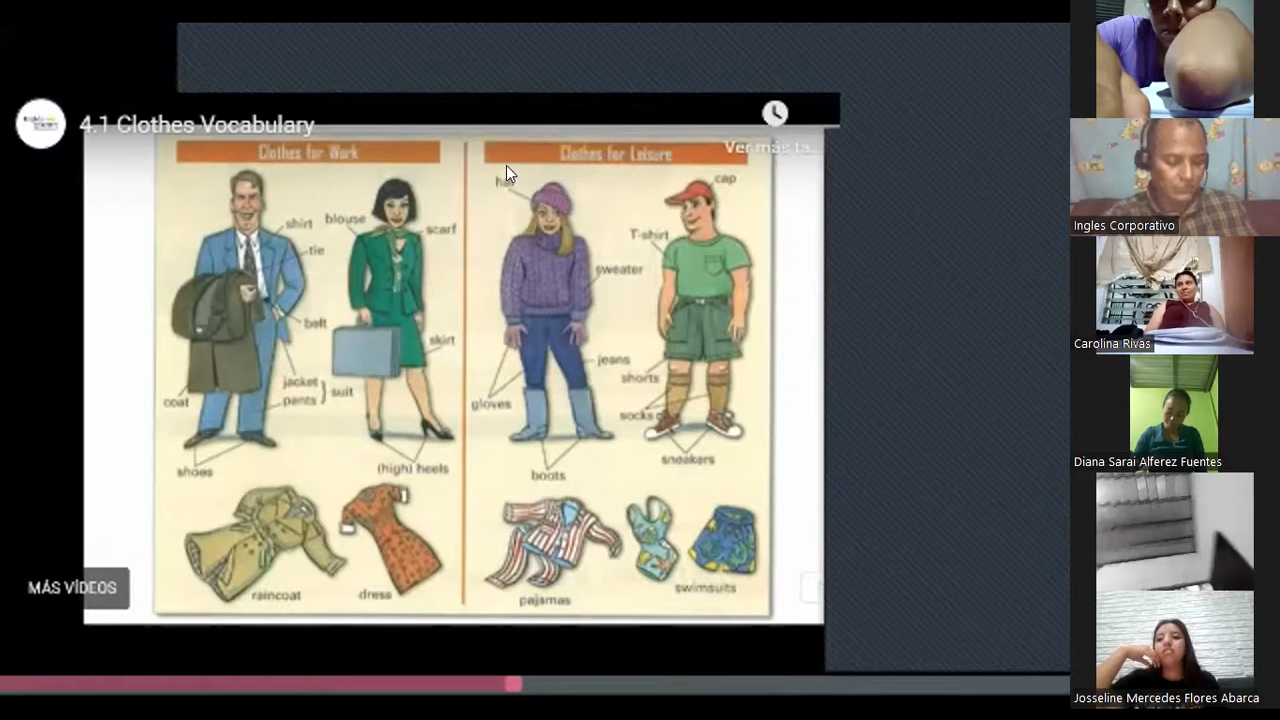 4.1 Clothes Vocabulary
Ver más ta...
Clothes for Work
Clothes for Leisure
shirt
blouse
scarf
tie
belt
skirt
jacket
pants
suit
coat
shoes
(high) heels
raincoat
dress
cap
T-shirt
sweater
jeans
shorts
gloves
socks
sneakers
boots
pajamas
swimsuits
MÁS VÍDEOS
Ingles Corporativo
Carolina Rivas
Diana Sarai Alferez Fuentes
Josseline Mercedes Flores Abarca